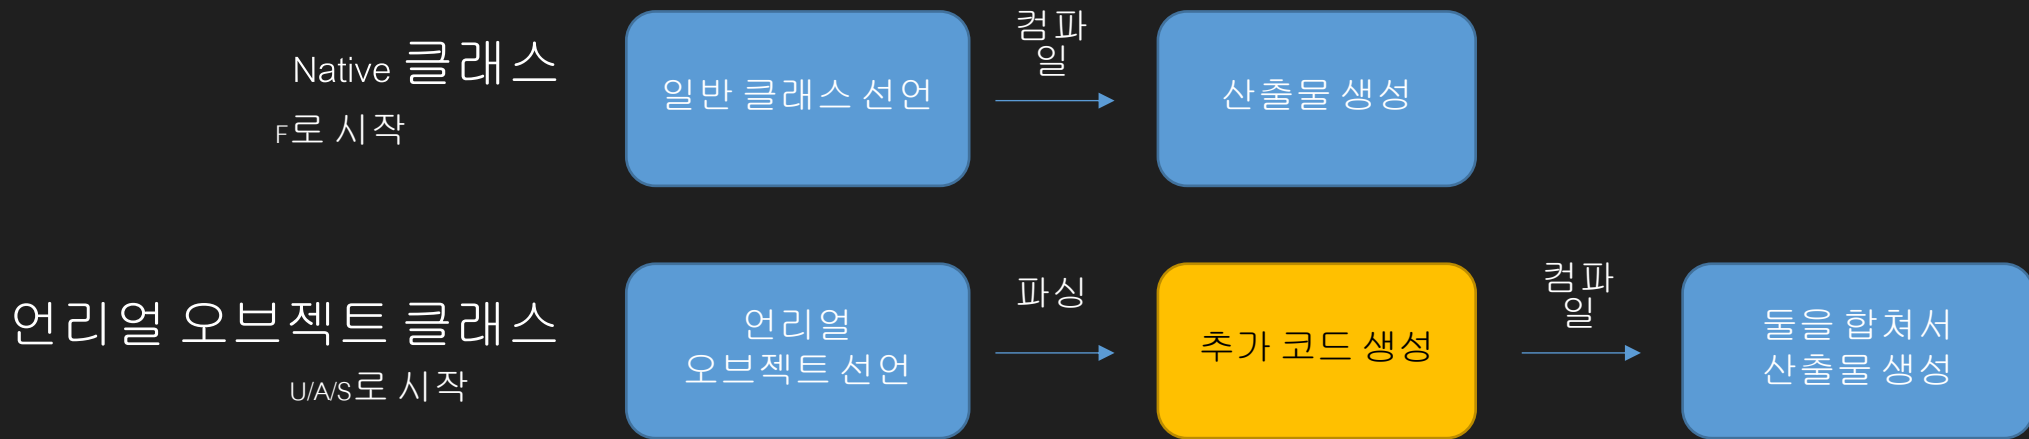 Native 클래스
F로 시작
일반 클래스 선언
컴파
일
산출물 생성
언리얼 오브젝트 클래스
U/A/S로 시작
언리얼
오브젝트 선언
파싱
추가 코드 생성
컴파
일
둘을 합쳐서
산출물 생성